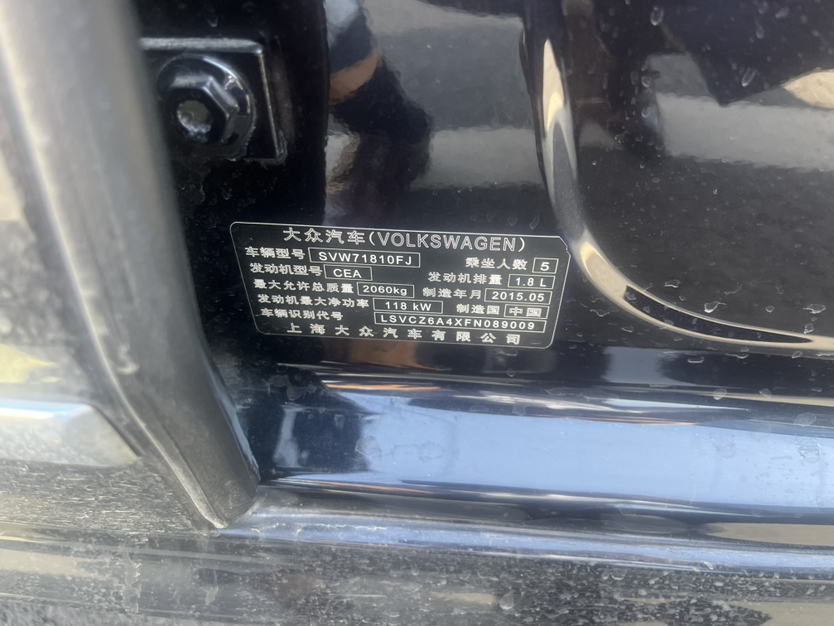 大众汽车(VOLKSWAGEN)
车辆型号 SVW71810FJ 乘坐人数 5
发动机型号 CEA 发动机排量 1.8 L
最大允许总质量 2060kg 制造年月 2015.05
发动机最大净功率 118 kW 制造国 中国
车辆识别代号 LSVCZ6A4XFN089009
上海大众汽车有限公司